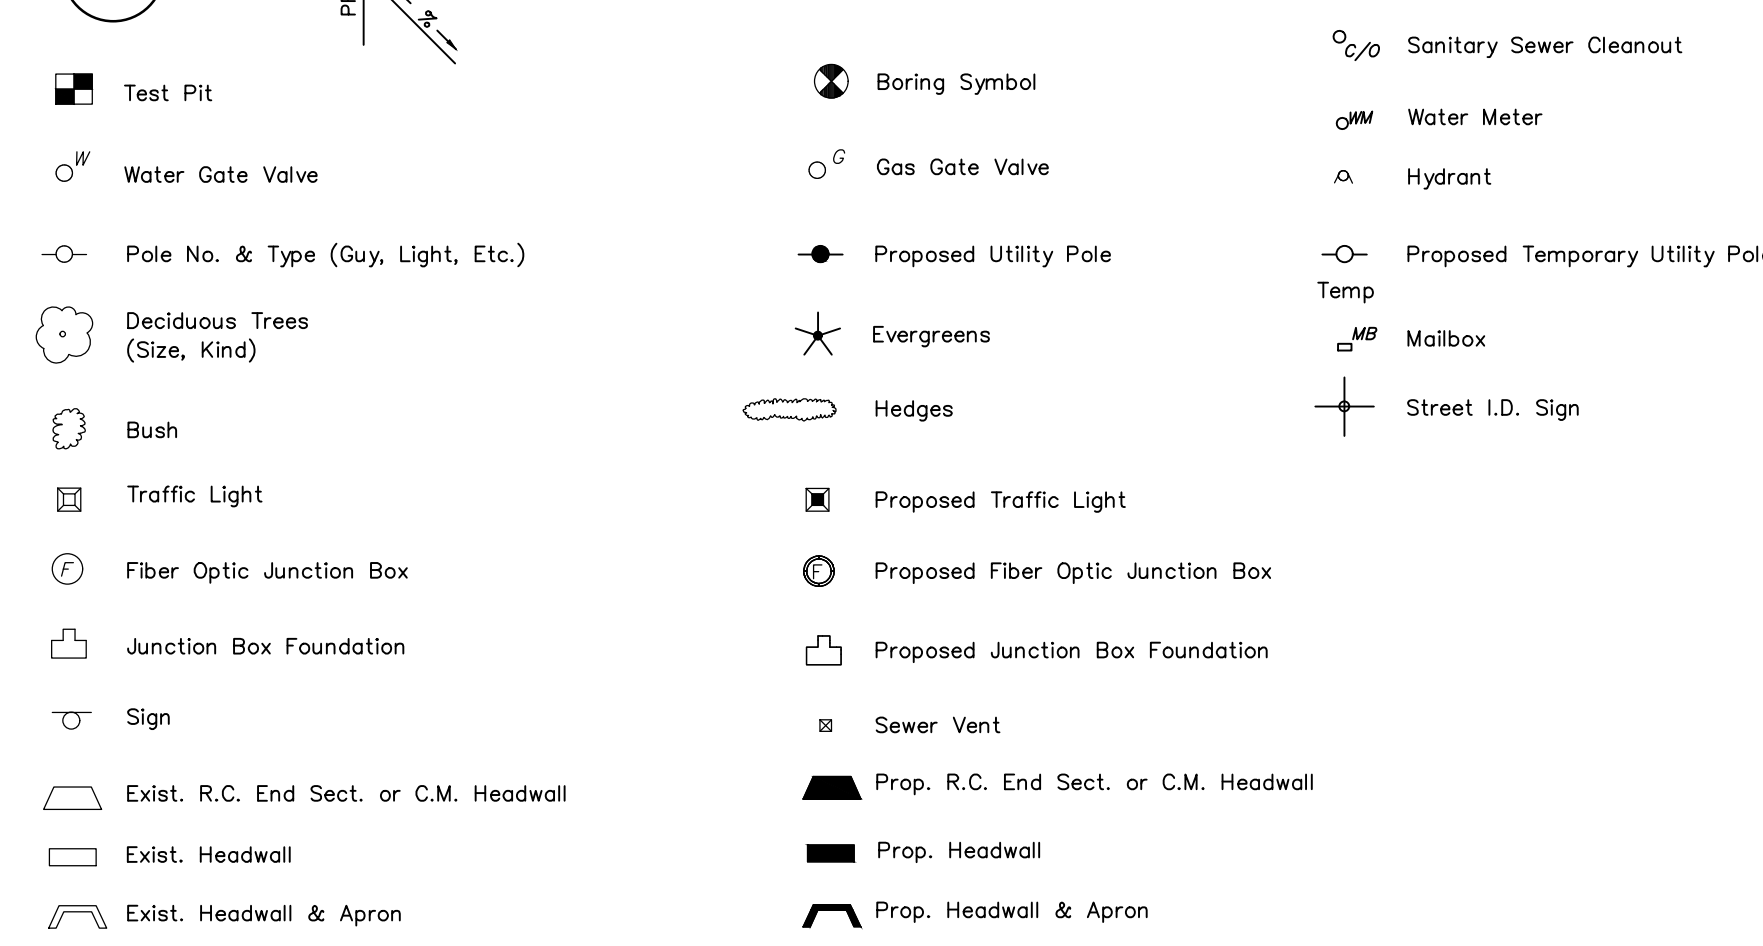 %
Test Pit
W
Water Gate Valve
Pole No. & Type (Guy, Light, Etc.)
Deciduous Trees
(Size, Kind)
Bush
Traffic Light
F
Fiber Optic Junction Box
Junction Box Foundation
Sign
Exist. R.C. End Sect. or C.M. Headwall
Exist. Headwall
Exist. Headwall & Apron
Boring Symbol
G
Gas Gate Valve
Proposed Utility Pole
Evergreens
Hedges
Proposed Traffic Light
F
Proposed Fiber Optic Junction Box
Proposed Junction Box Foundation
Sewer Vent
Prop. R.C. End Sect. or C.M. Headwall
Prop. Headwall
Prop. Headwall & Apron
C/O Sanitary Sewer Cleanout
WM Water Meter
Hydrant
Proposed Temporary Utility Pole
Temp
MB Mailbox
Street I.D. Sign